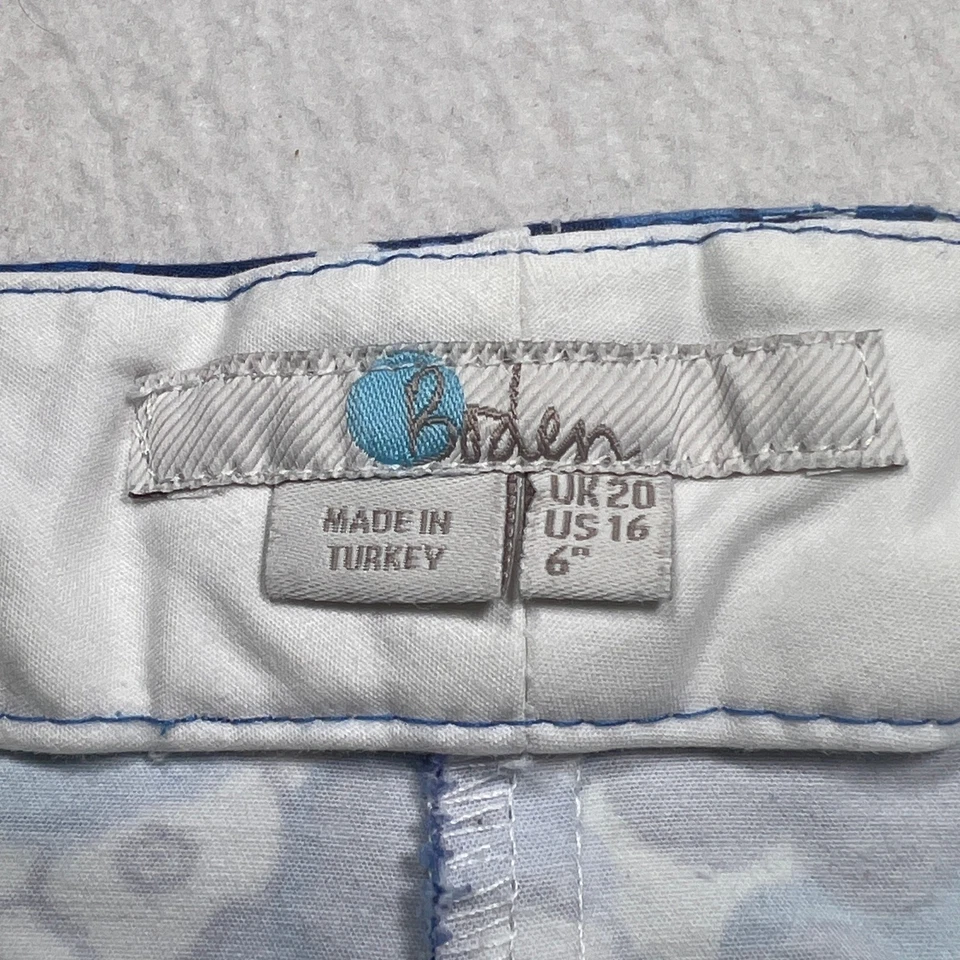 Boden
MADE IN
TURKEY
UK 20
US 16
6"